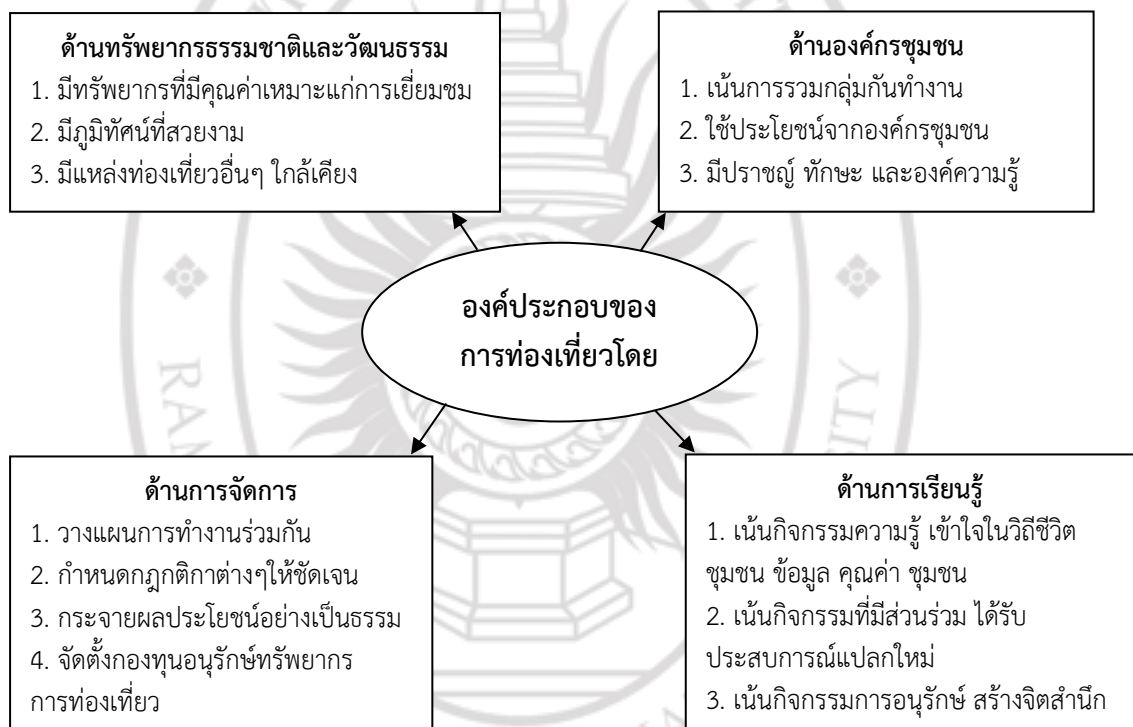 ด้านทรัพยากรธรรมชาติและวัฒนธรรม
1. มีทรัพยากรที่มีคุณค่าเหมาะแก่การเยี่ยมชม
2. มีภูมิทัศน์ที่สวยงาม
3. มีแหล่งท่องเที่ยวอื่นๆ ใกล้เคียง
ด้านองค์กรชุมชน
1. เน้นการรวมกลุ่มกันทำงาน
2. ใช้ประโยชน์จากองค์กรชุมชน
3. มีปราชญ์ ทักษะ และองค์ความรู้
องค์ประกอบของ
การท่องเที่ยวโดย
ด้านการจัดการ
1. วางแผนการทำงานร่วมกัน
2. กำหนดกฎกติกาต่างๆให้ชัดเจน
3. กระจายผลประโยชน์อย่างเป็นธรรม
4. จัดตั้งกองทุนอนุรักษ์ทรัพยากร
การท่องเที่ยว
ด้านการเรียนรู้
1. เน้นกิจกรรมความรู้ เข้าใจในวิถีชีวิต
ชุมชน ข้อมูล คุณค่า ชุมชน
2. เน้นกิจกรรมที่มีส่วนร่วม ได้รับ
ประสบการณ์แปลกใหม่
3. เน้นกิจกรรมการอนุรักษ์ สร้างจิตสำนึก